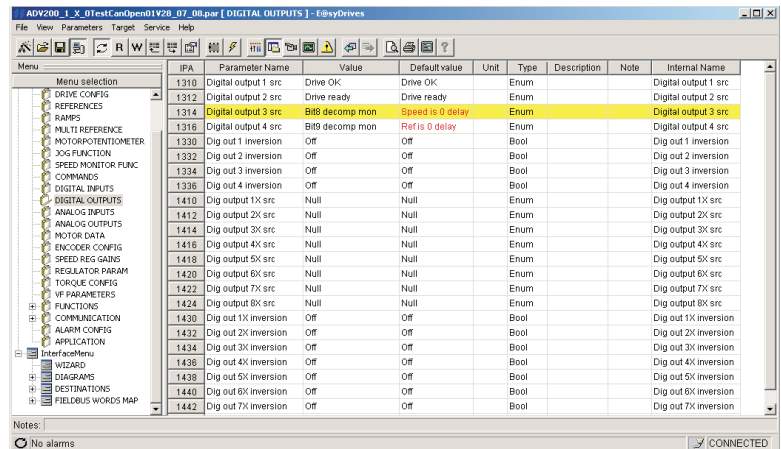 ADV200_1_X_0TestCanOpen01V28_07_08.par [ DIGITAL OUTPUTS ] - E@syDrives
File View Parameters Target Service Help
R W
Menu
Menu selection
DRIVE CONFIG
REFERENCES
RAMPS
MULTI REFERENCE
MOTORPOTENTIOMETER
JOG FUNCTION
SPEED MONITOR FUNC
COMMANDS
DIGITAL INPUTS
DIGITAL OUTPUTS
ANALOG INPUTS
ANALOG OUTPUTS
MOTOR DATA
ENCODER CONFIG
SPEED REG GAINS
REGULATOR PARAM
TORQUE CONFIG
VF PARAMETERS
FUNCTIONS
COMMUNICATION
ALARM CONFIG
APPLICATION
InterfaceMenu
WIZARD
DIAGRAMS
DESTINATIONS
FIELDBUS WORDS MAP
IPA Parameter Name Value Default value Unit Type Description Note Internal Name
1310 Digital output 1 src Drive OK Drive OK Enum Digital output 1 src
1312 Digital output 2 src Drive ready Drive ready Enum Digital output 2 src
1314 Digital output 3 src Bit8 decomp mon Speed is 0 delay Enum Digital output 3 src
1316 Digital output 4 src Bit9 decomp mon Ref is 0 delay Enum Digital output 4 src
1330 Dig out 1 inversion Off Off Bool Dig out 1 inversion
1332 Dig out 2 inversion Off Off Bool Dig out 2 inversion
1334 Dig out 3 inversion Off Off Bool Dig out 3 inversion
1336 Dig out 4 inversion Off Off Bool Dig out 4 inversion
1410 Dig output 1X src Null Null Enum Dig output 1X src
1412 Dig output 2X src Null Null Enum Dig output 2X src
1414 Dig output 3X src Null Null Enum Dig output 3X src
1416 Dig output 4X src Null Null Enum Dig output 4X src
1418 Dig output 5X src Null Null Enum Dig output 5X src
1420 Dig output 6X src Null Null Enum Dig output 6X src
1422 Dig output 7X src Null Null Enum Dig output 7X src
1424 Dig output 8X src Null Null Enum Dig output 8X src
1430 Dig out 1X inversion Off Off Bool Dig out 1X inversion
1432 Dig out 2X inversion Off Off Bool Dig out 2X inversion
1434 Dig out 3X inversion Off Off Bool Dig out 3X inversion
1436 Dig out 4X inversion Off Off Bool Dig out 4X inversion
1438 Dig out 5X inversion Off Off Bool Dig out 5X inversion
1440 Dig out 6X inversion Off Off Bool Dig out 6X inversion
1442 Dig out 7X inversion Off Off Bool Dig out 7X inversion
Notes:
No alarms CONNECTED